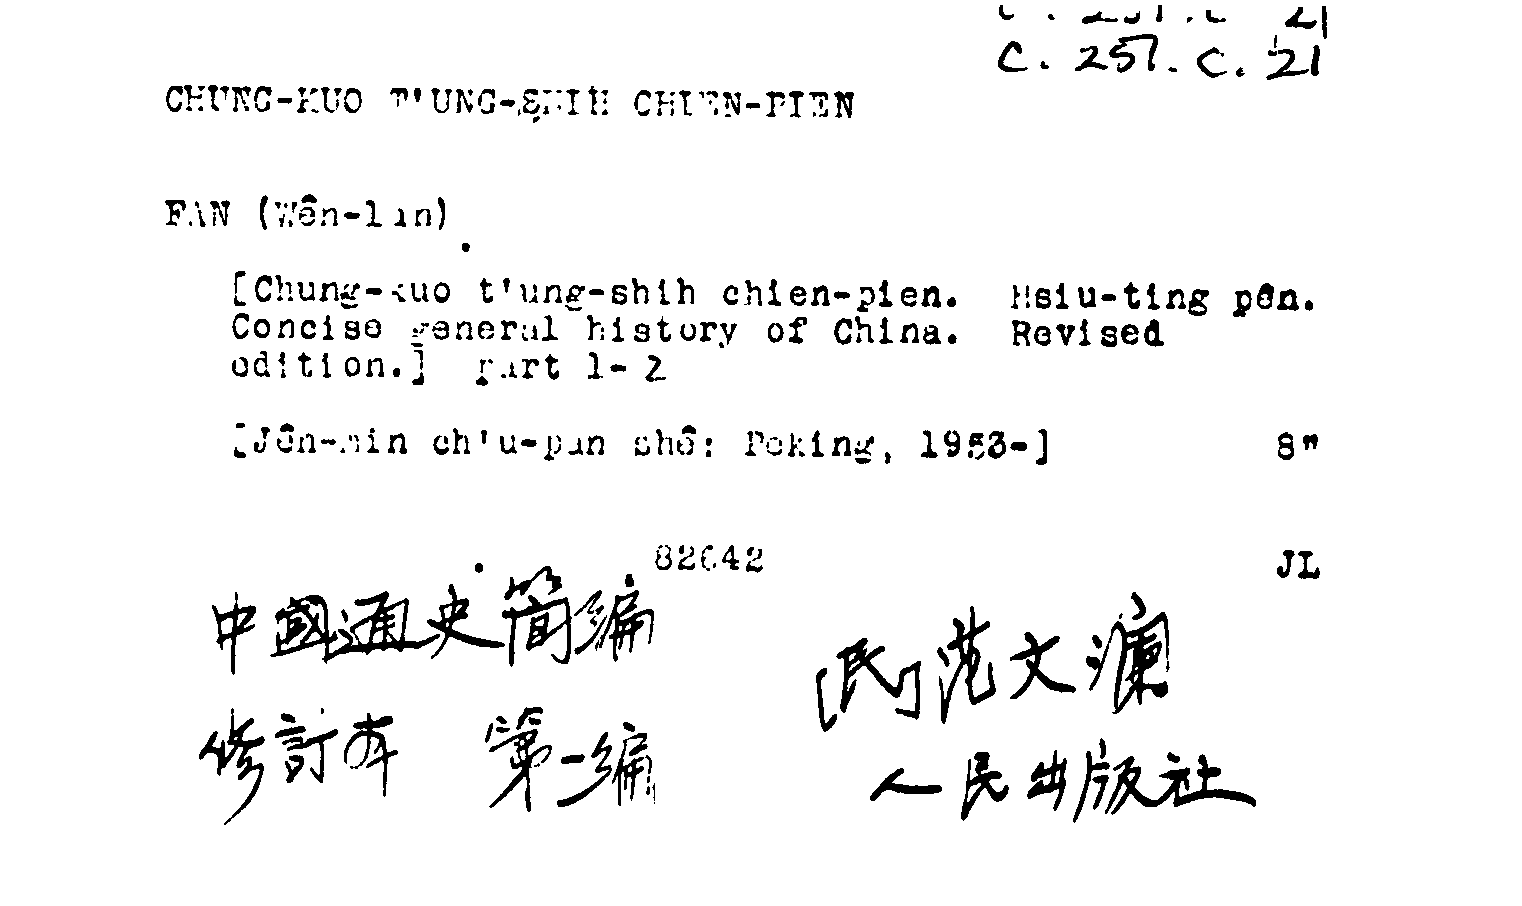 C. 257. C. 21
C. 257. C. 21
CHUNG-KUO T'UNG-SHIH CHIEN-PIEN
FAN (Wên-lan)
[Chung-kuo t'ung-shih chien-pien. Hsiu-ting pên.
Concise general history of China. Revised
edition.] part 1- 2
[Jên-min ch'u-pan shê: Peking, 1953-] 8"
82642 JL
中國通史簡編
[民] 范文瀾
修訂本 第一編
人民出版社